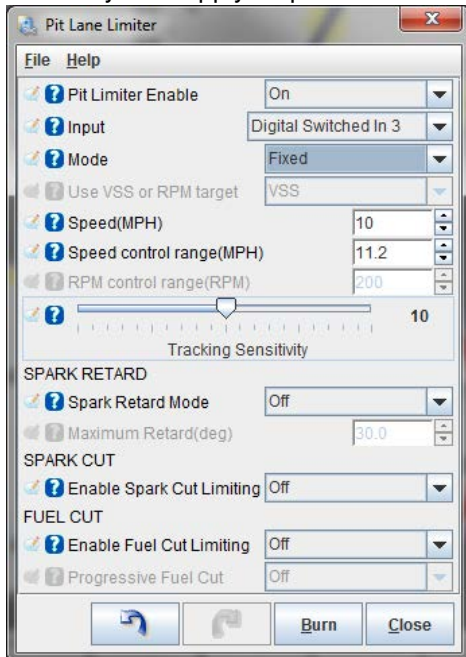 Pit Lane Limiter
File Help
Pit Limiter Enable On
Input Digital Switched In 3
Mode Fixed
Use VSS or RPM target VSS
Speed(MPH) 10
Speed control range(MPH) 11.2
RPM control range(RPM) 200
10
Tracking Sensitivity
SPARK RETARD
Spark Retard Mode Off
Maximum Retard(deg) 30.0
SPARK CUT
Enable Spark Cut Limiting Off
FUEL CUT
Enable Fuel Cut Limiting Off
Progressive Fuel Cut Off
Burn Close